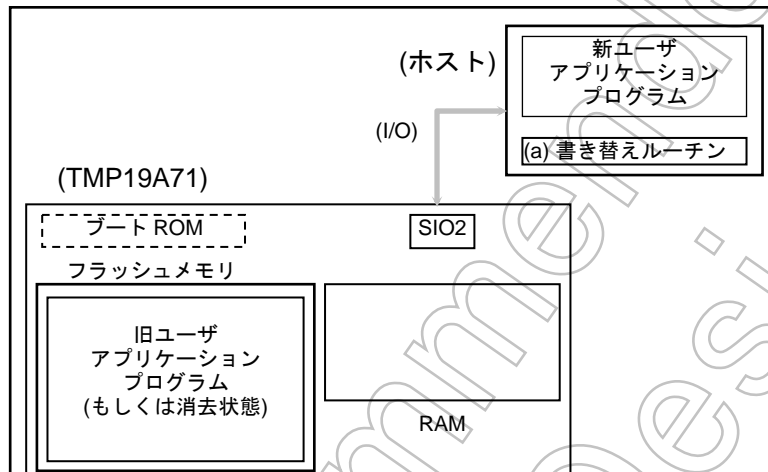 (ホスト)
新ユーザ
アプリケーション
プログラム
(I/O)
(a) 書き替えルーチン
(TMP19A71)
ブート ROM
SIO2
フラッシュメモリ
旧ユーザ
アプリケーション
プログラム
(もしくは消去状態)
RAM